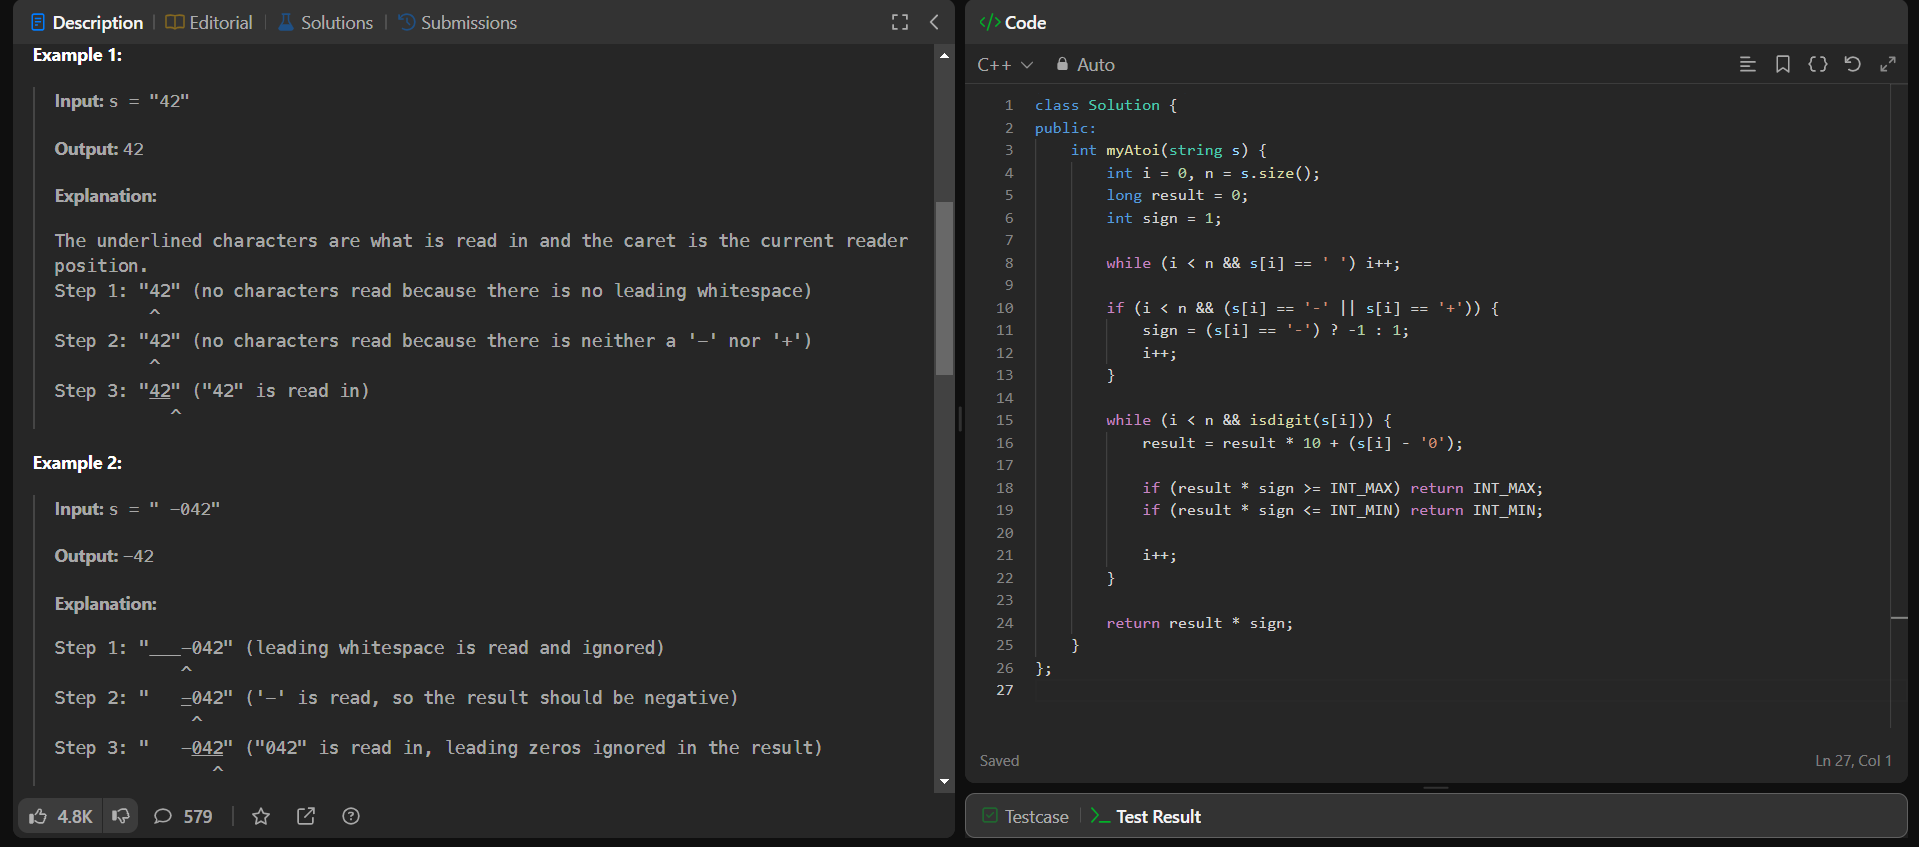 Description | Editorial | Solutions | Submissions
Example 1:
Input: s = "42"
Output: 42
Explanation:
The underlined characters are what is read in and the caret is the current reader
position.
Step 1: "42" (no characters read because there is no leading whitespace)
^
Step 2: "42" (no characters read because there is neither a '-' nor '+')
^
Step 3: "42" ("42" is read in)
^
Example 2:
Input: s = " -042"
Output: -42
Explanation:
Step 1: "___-042" (leading whitespace is read and ignored)
^
Step 2: "   -042" ('-' is read, so the result should be negative)
^
Step 3: "   -042" ("042" is read in, leading zeros ignored in the result)
^
4.8K 579
</> Code
C++ Auto
1 class Solution {
2 public:
3     int myAtoi(string s) {
4         int i = 0, n = s.size();
5         long result = 0;
6         int sign = 1;
7
8         while (i < n && s[i] == ' ') i++;
9
10         if (i < n && (s[i] == '-' || s[i] == '+')) {
11             sign = (s[i] == '-') ? -1 : 1;
12             i++;
13         }
14
15         while (i < n && isdigit(s[i])) {
16             result = result * 10 + (s[i] - '0');
17
18             if (result * sign >= INT_MAX) return INT_MAX;
19             if (result * sign <= INT_MIN) return INT_MIN;
20
21             i++;
22         }
23
24         return result * sign;
25     }
26 };
27
Saved Ln 27, Col 1
Testcase | Test Result